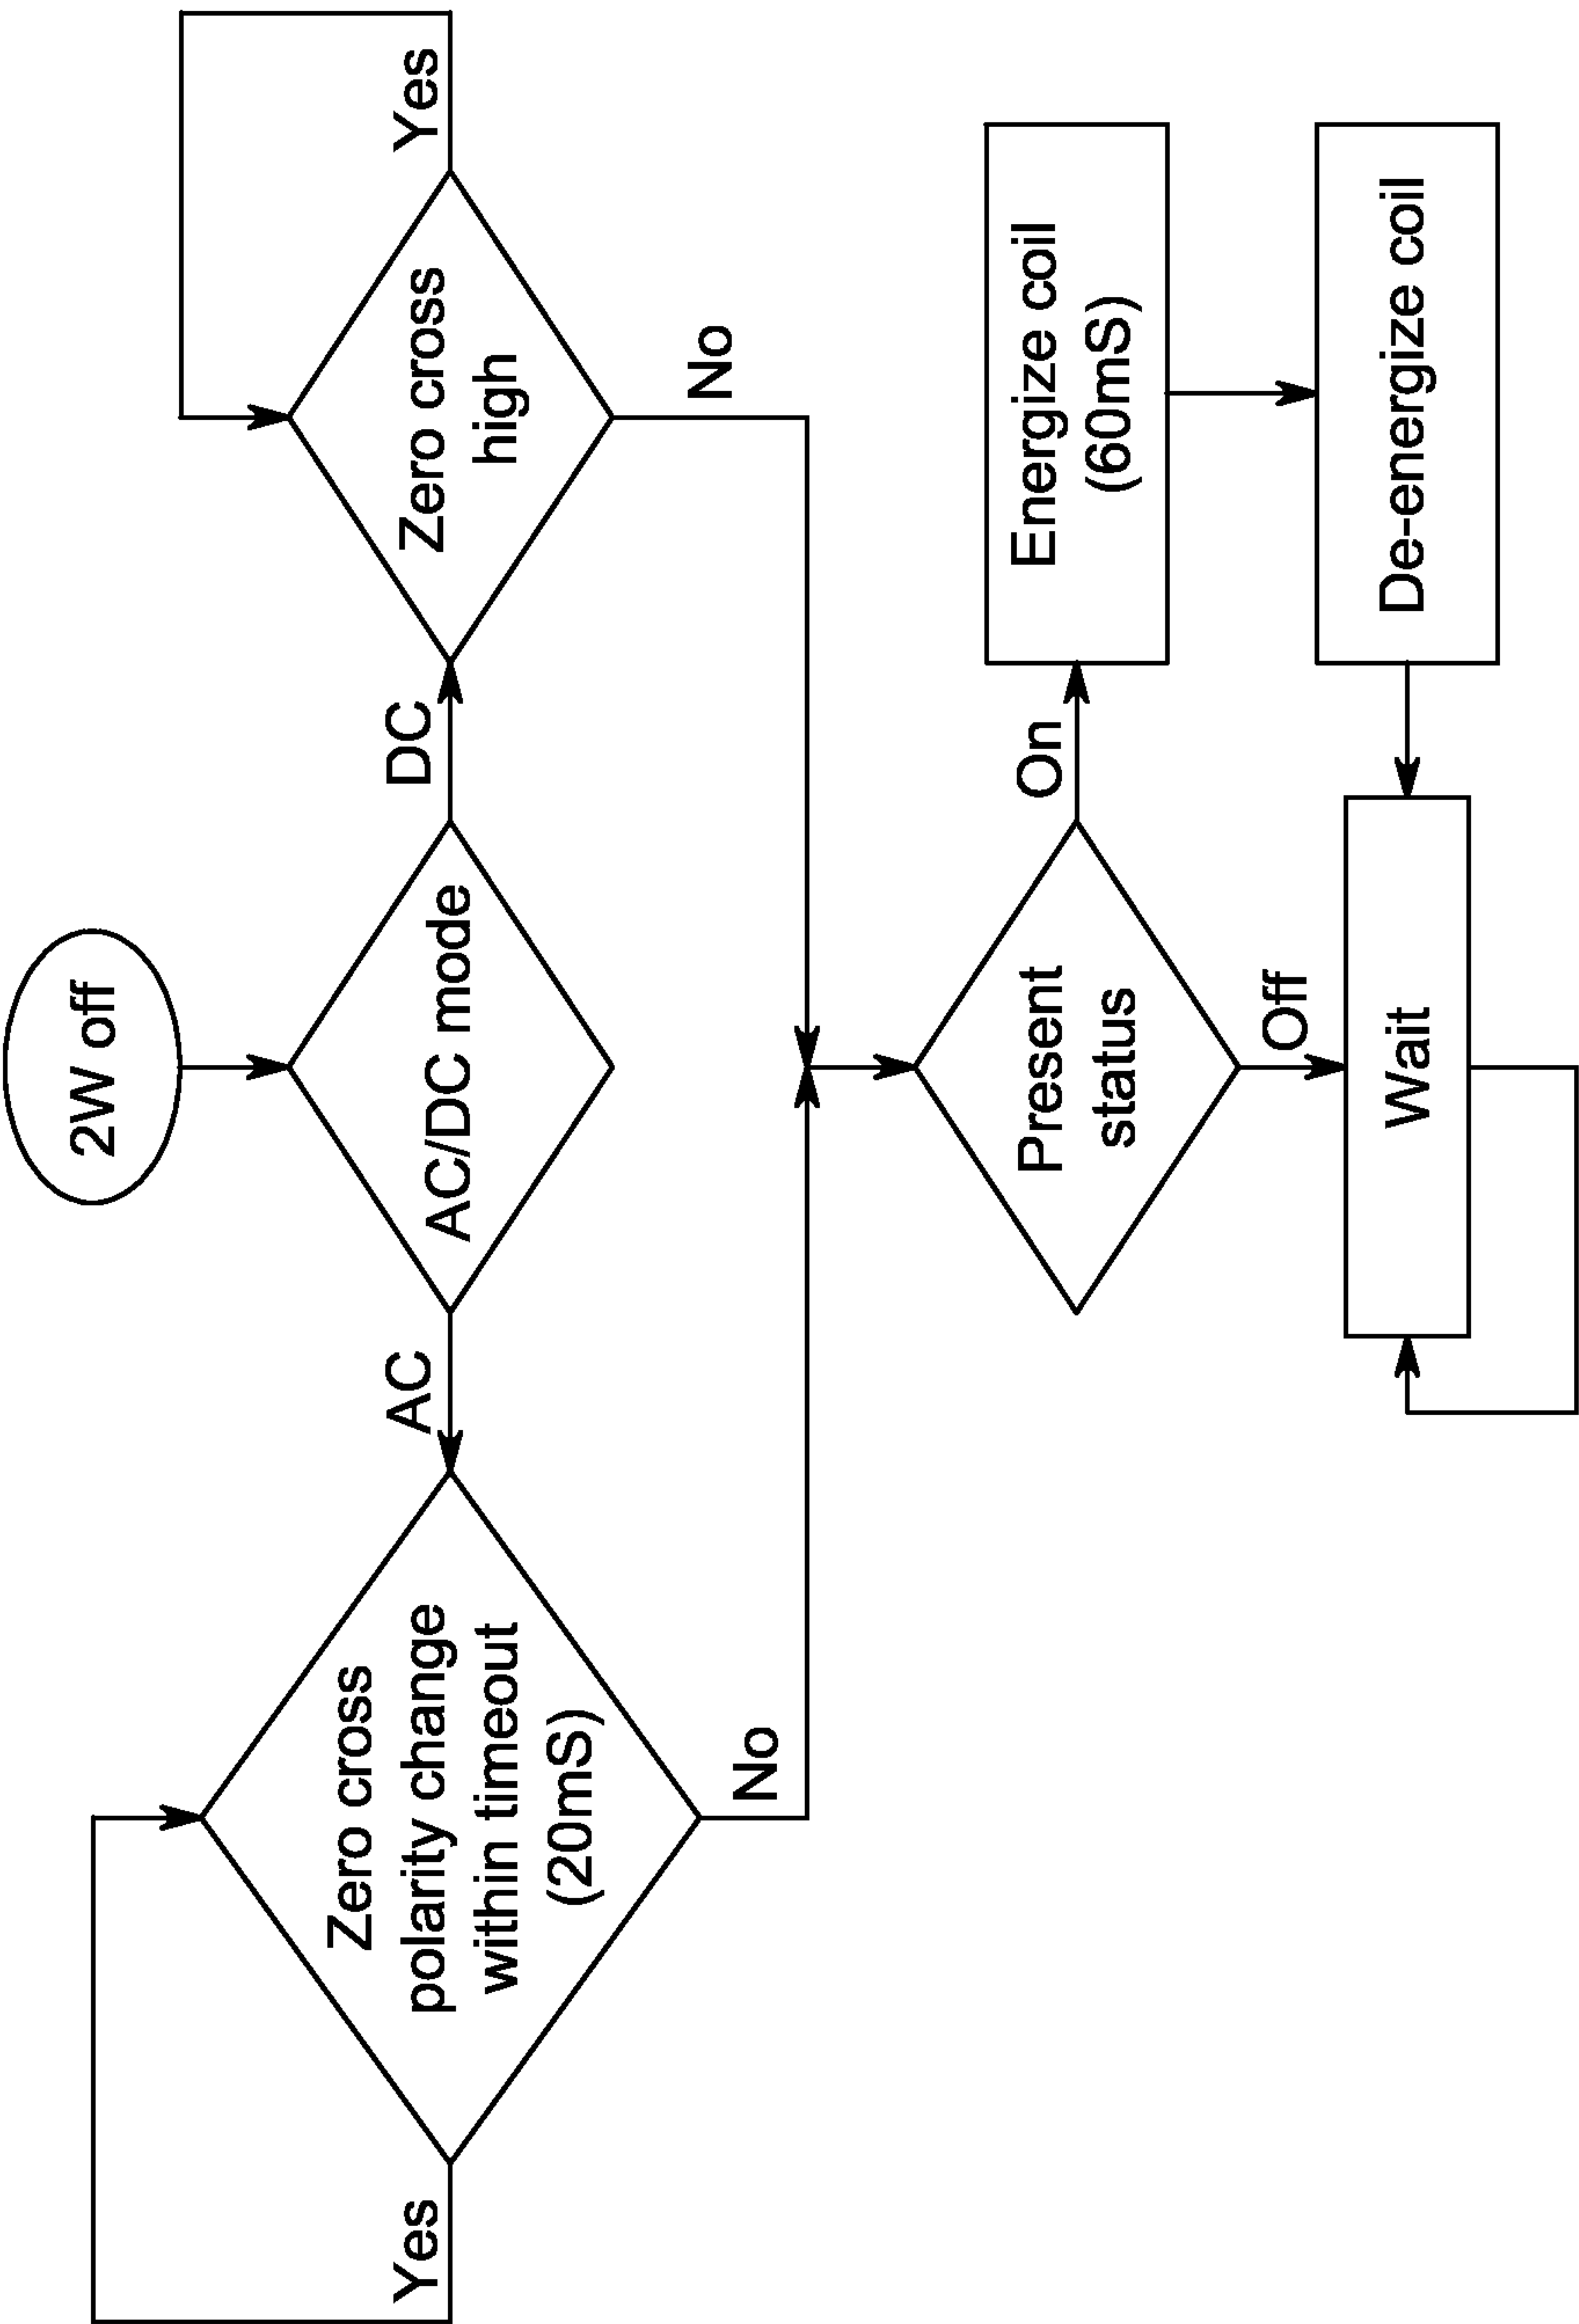 2W off
AC/DC mode
AC
DC
Zero cross
polarity change
within timeout
(20mS)
Yes
No
Zero cross
high
Yes
No
Present
status
On
Off
Energize coil
(60mS)
De-energize coil
Wait